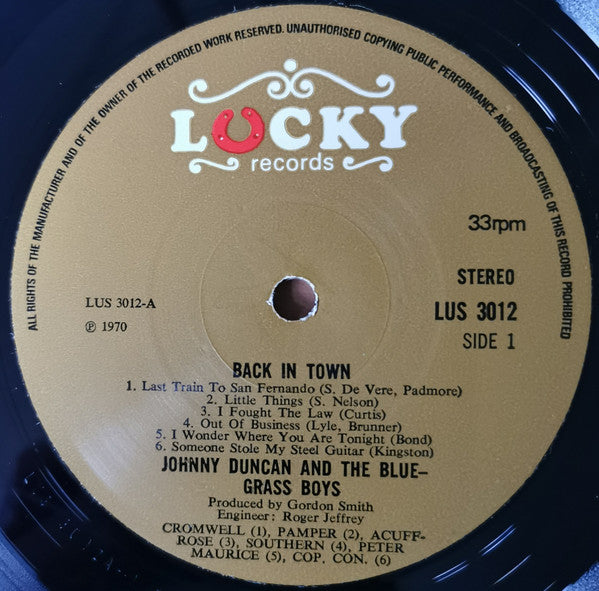 ALL RIGHTS OF THE MANUFACTURER AND OF THE OWNER OF THE RECORDED WORK RESERVED. UNAUTHORISED COPYING PUBLIC PERFORMANCE AND BROADCASTING OF THIS RECORD PROHIBITED
LUCKY
records
33rpm
STEREO
LUS 3012-A
LUS 3012
℗ 1970
SIDE 1
BACK IN TOWN
1. Last Train To San Fernando (S. De Vere, Padmore)
2. Little Things (S. Nelson)
3. I Fought The Law (Curtis)
4. Out Of Business (Lyle, Brunner)
5. I Wonder Where You Are Tonight (Bond)
6. Someone Stole My Steel Guitar (Kingston)
JOHNNY DUNCAN AND THE BLUE-
GRASS BOYS
Produced by Gordon Smith
Engineer: Roger Jeffrey
CROMWELL (1), PAMPER (2), ACUFF-
ROSE (3), SOUTHERN (4), PETER
MAURICE (5), COP. CON. (6)